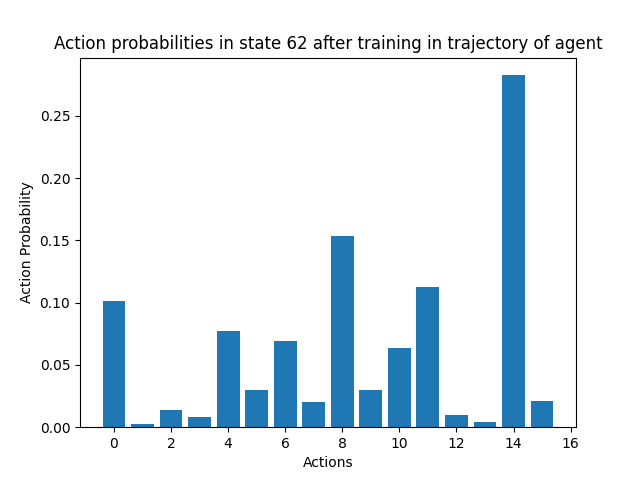 Action probabilities in state 62 after training in trajectory of agent
0.25
0.20
0.15
0.10
0.05
0.00
Action Probability
0 2 4 6 8 10 12 14 16
Actions